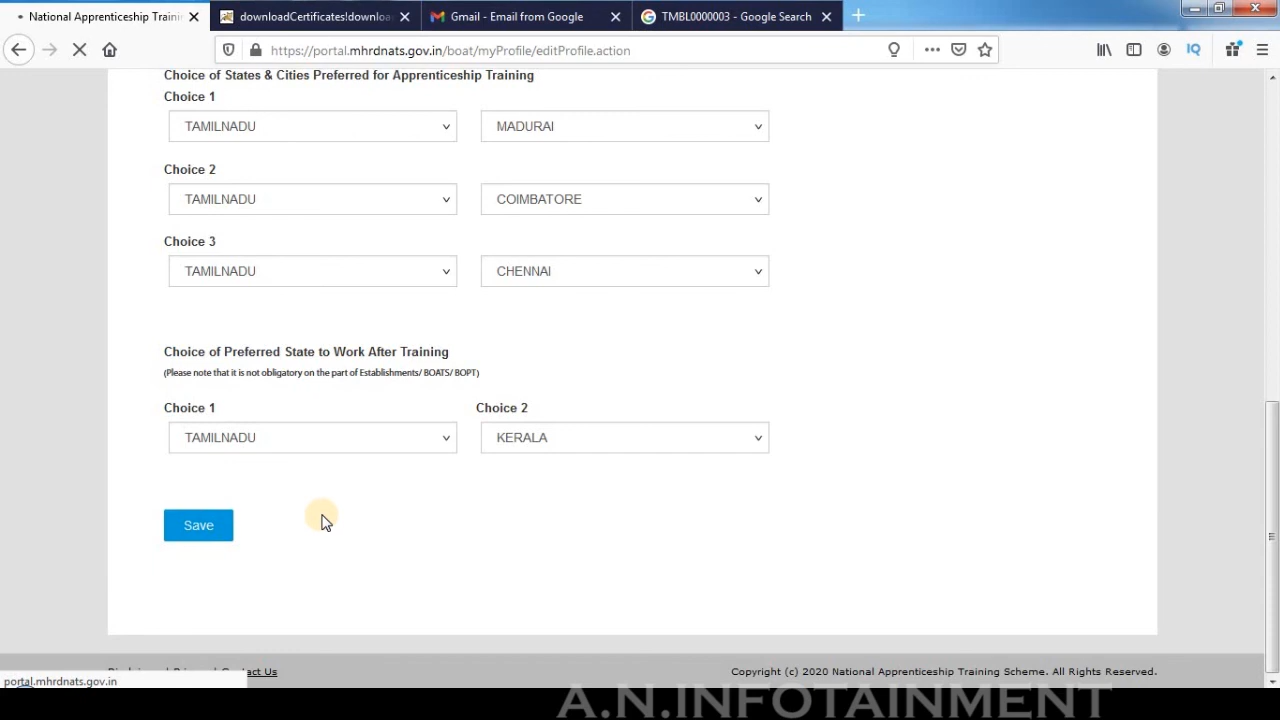 National Apprenticeship Trainin
downloadCertificates!downloa
Gmail - Email from Google
TMBL0000003 - Google Search
https://portal.mhrdnats.gov.in/boat/myProfile/editProfile.action
IQ
Choice of States & Cities Preferred for Apprenticeship Training
Choice 1
TAMILNADU MADURAI
Choice 2
TAMILNADU COIMBATORE
Choice 3
TAMILNADU CHENNAI
Choice of Preferred State to Work After Training
(Please note that it is not obligatory on the part of Establishments/ BOATS/ BOPT)
Choice 1 Choice 2
TAMILNADU KERALA
Save
Contact Us
Copyright (c) 2020 National Apprenticeship Training Scheme. All Rights Reserved.
portal.mhrdnats.gov.in
A.N.INFOTAINMENT